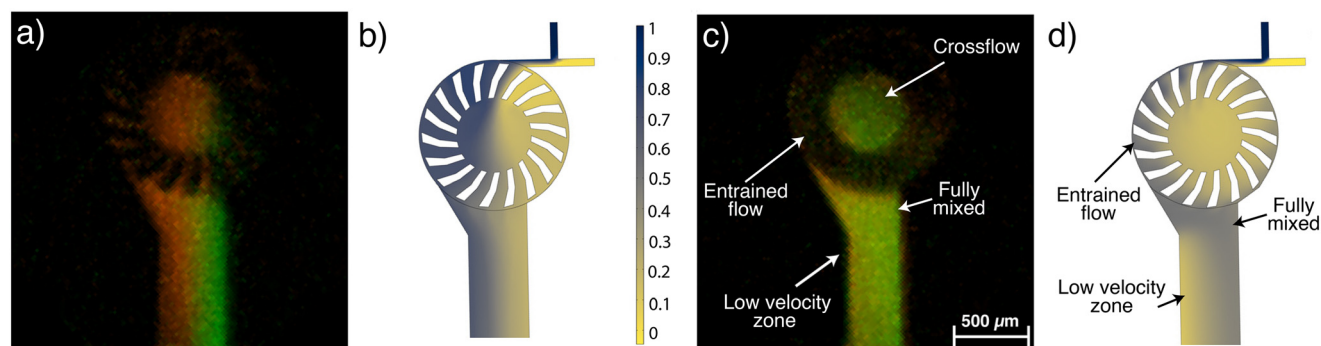 a)
b)
1
0.9
0.8
0.7
0.6
0.5
0.4
0.3
0.2
0.1
0
c)
Crossflow
Entrained
flow
Fully
mixed
Low velocity
zone
500 µm
d)
Entrained
flow
Fully
mixed
Low velocity
zone